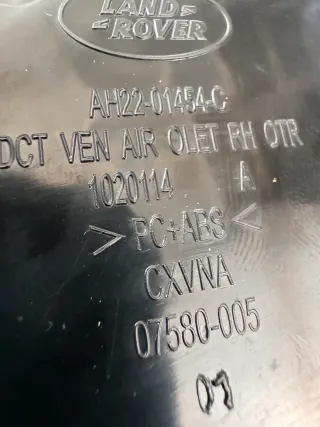 LAND
ROVER
AH22-01454-C
DCT VEN AIR OLET RH OTR
1020114 A
> PC+ABS <
CXVNA
07580-005
01